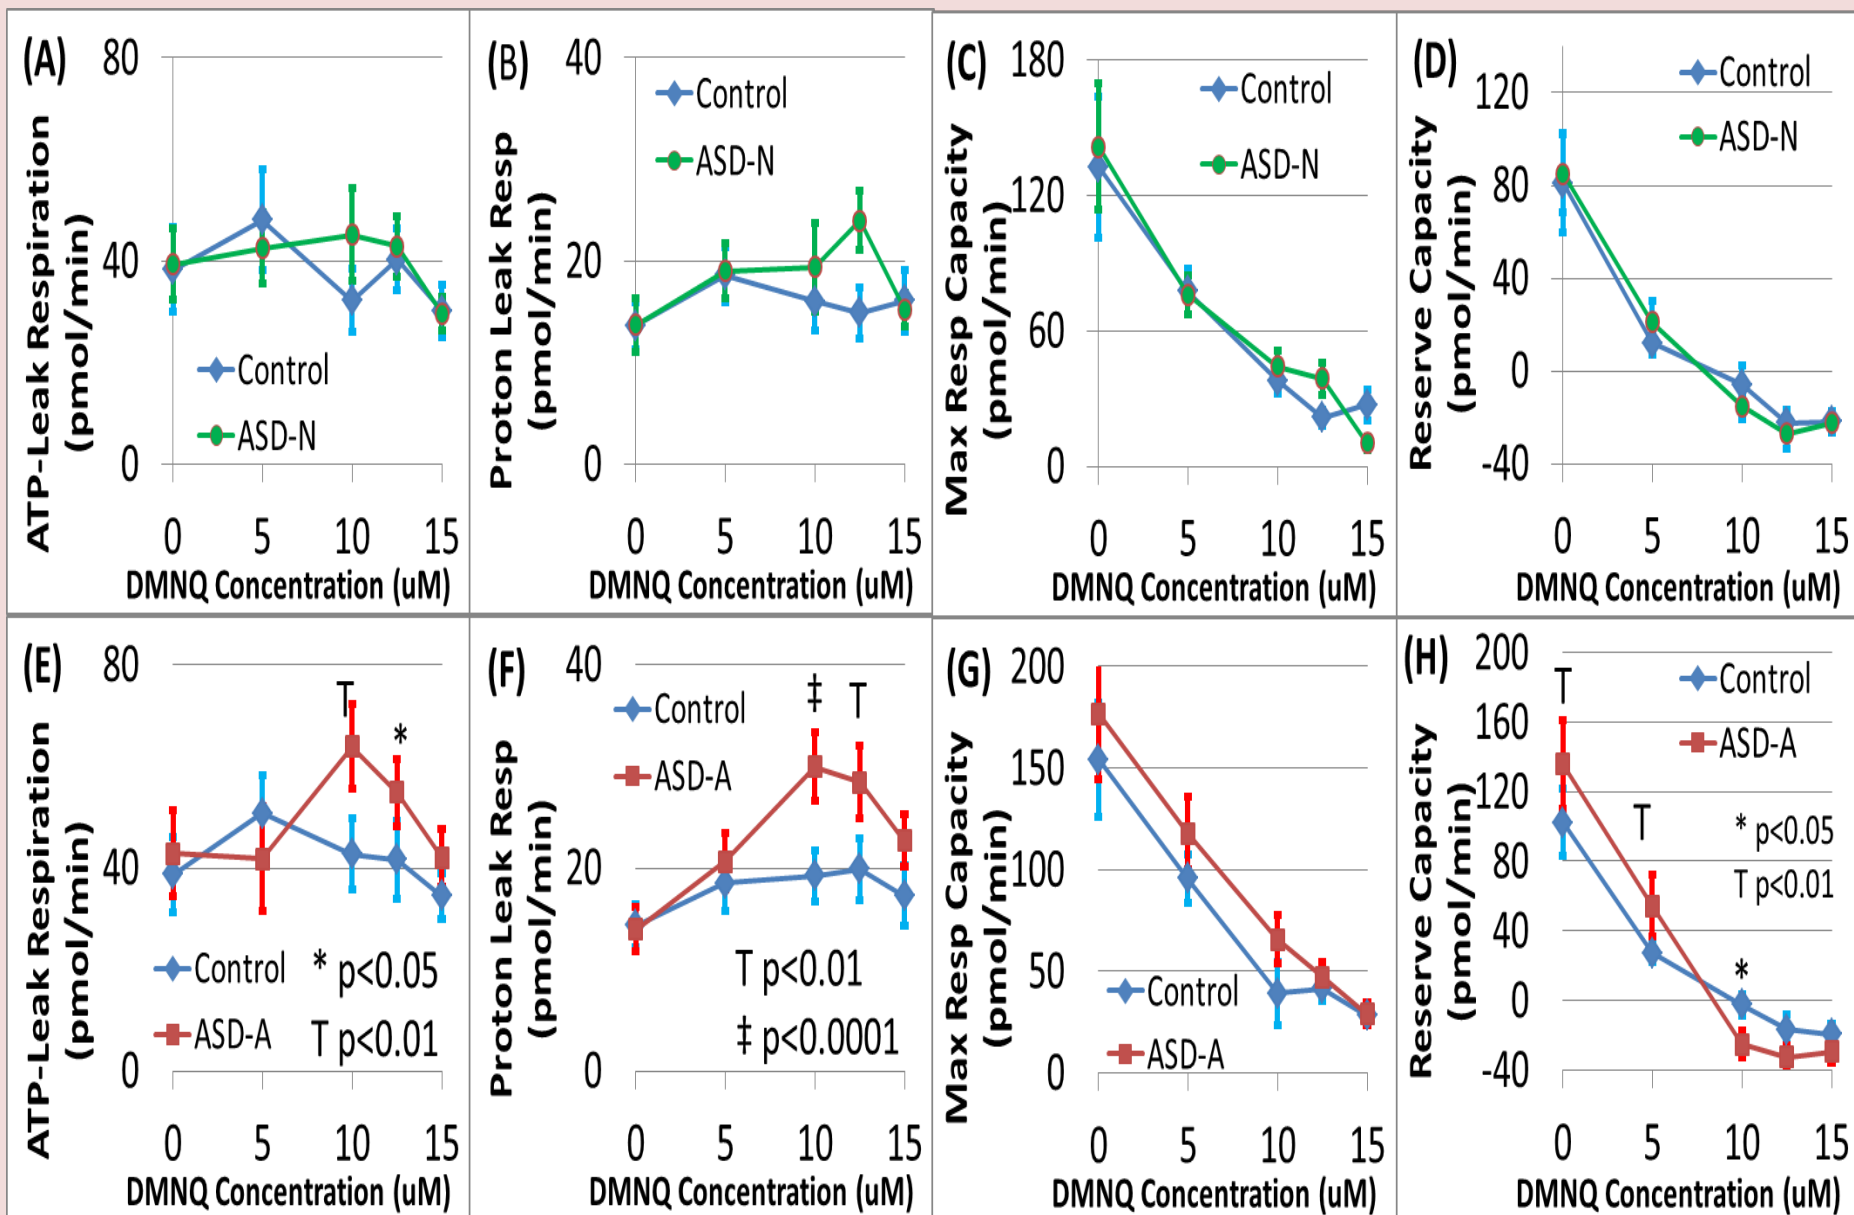 (A)
ATP-Leak Respiration
(pmol/min)
80
40
0
Control
ASD-N
0 5 10 15
DMNQ Concentration (uM)
(B)
Proton Leak Resp
(pmol/min)
40
20
0
Control
ASD-N
0 5 10 15
DMNQ Concentration (uM)
(C)
Max Resp Capacity
(pmol/min)
180
120
60
0
Control
ASD-N
0 5 10 15
DMNQ Concentration (uM)
(D)
Reserve Capacity
(pmol/min)
120
80
40
0
-40
Control
ASD-N
0 5 10 15
DMNQ Concentration (uM)
(E)
ATP-Leak Respiration
(pmol/min)
80
40
0
T
*
Control
ASD-A
* p<0.05
T p<0.01
0 5 10 15
DMNQ Concentration (uM)
(F)
Proton Leak Resp
(pmol/min)
40
20
0
Control
ASD-A
‡ T
T p<0.01
‡ p<0.0001
0 5 10 15
DMNQ Concentration (uM)
(G)
Max Resp Capacity
(pmol/min)
200
150
100
50
0
Control
ASD-A
0 5 10 15
DMNQ Concentration (uM)
(H)
Reserve Capacity
(pmol/min)
200
160
120
80
40
0
-40
T
T
*
Control
ASD-A
* p<0.05
T p<0.01
0 5 10 15
DMNQ Concentration (uM)